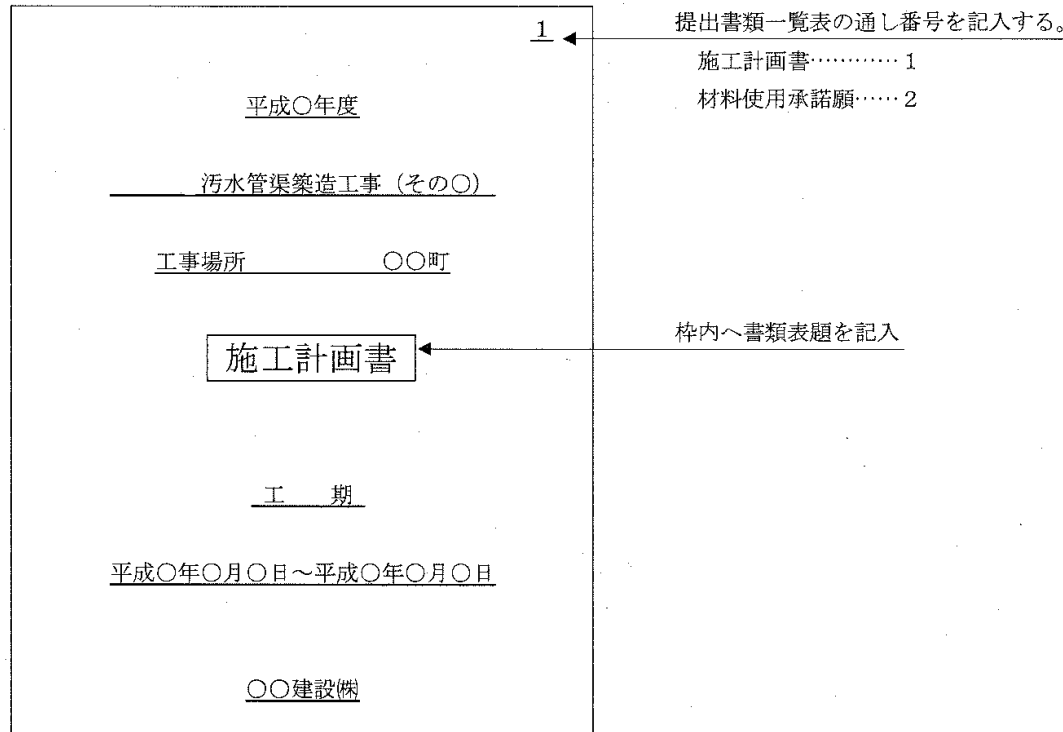 1
提出書類一覧表の通し番号を記入する。
施工計画書…………1
材料使用承諾願……2
平成○年度
汚水管渠築造工事（その○）
工事場所　　　　　○○町
枠内へ書類表題を記入
施工計画書
工　期
平成○年○月○日～平成○年○月○日
○○建設㈱